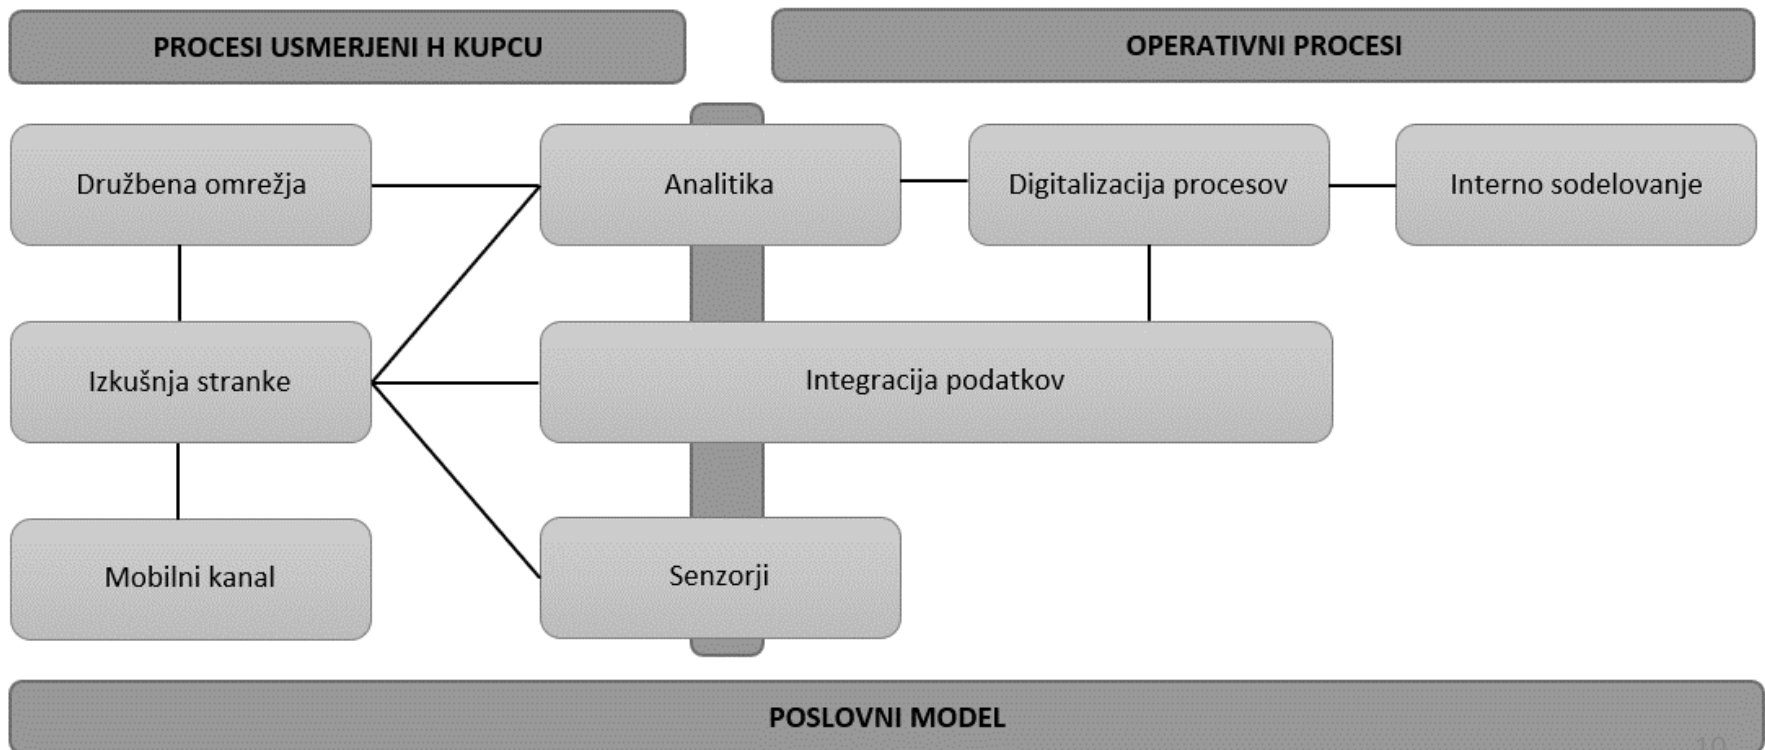 PROCESI USMERJENI H KUPCU
OPERATIVNI PROCESI
Družbena omrežja
Analitika
Digitalizacija procesov
Interno sodelovanje
Izkušnja stranke
Integracija podatkov
Mobilni kanal
Senzorji
POSLOVNI MODEL